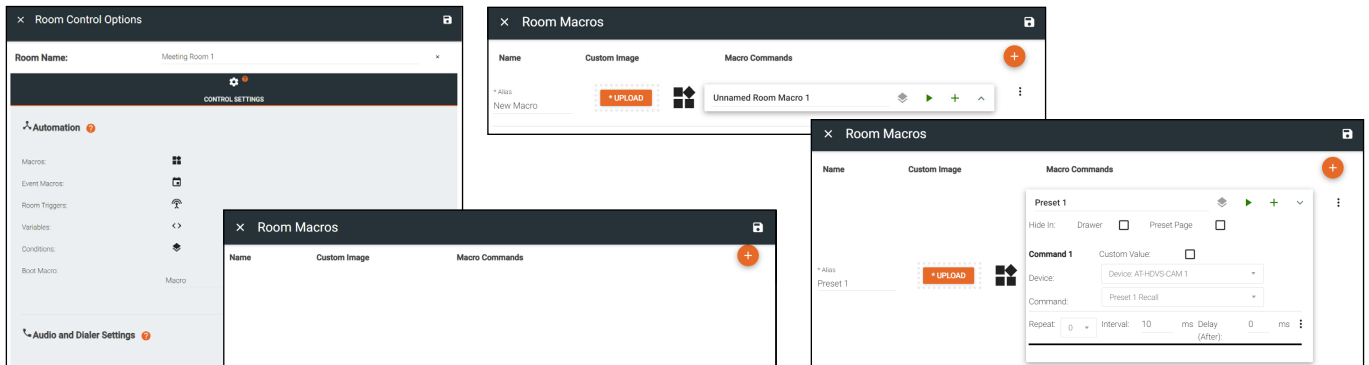 × Room Control Options
Room Name: Meeting Room 1 ×
?
CONTROL SETTINGS
Automation ?
Macros:
Event Macros:
Room Triggers:
Variables:
Conditions:
Boot Macro:
Macro
Audio and Dialer Settings ?
× Room Macros
Name Custom Image Macro Commands +
× Room Macros
Name Custom Image Macro Commands +
* Alias
New Macro * UPLOAD Unnamed Room Macro 1 +
× Room Macros
Name Custom Image Macro Commands +
Preset 1 +
Hide In: Drawer Preset Page
Command 1 Custom Value:
* Alias
Preset 1 * UPLOAD
Device: Device: AT-HDVS-CAM 1
Command: Preset 1 Recall
Repeat: 0 Interval: 10 ms Delay 0 ms
(After):